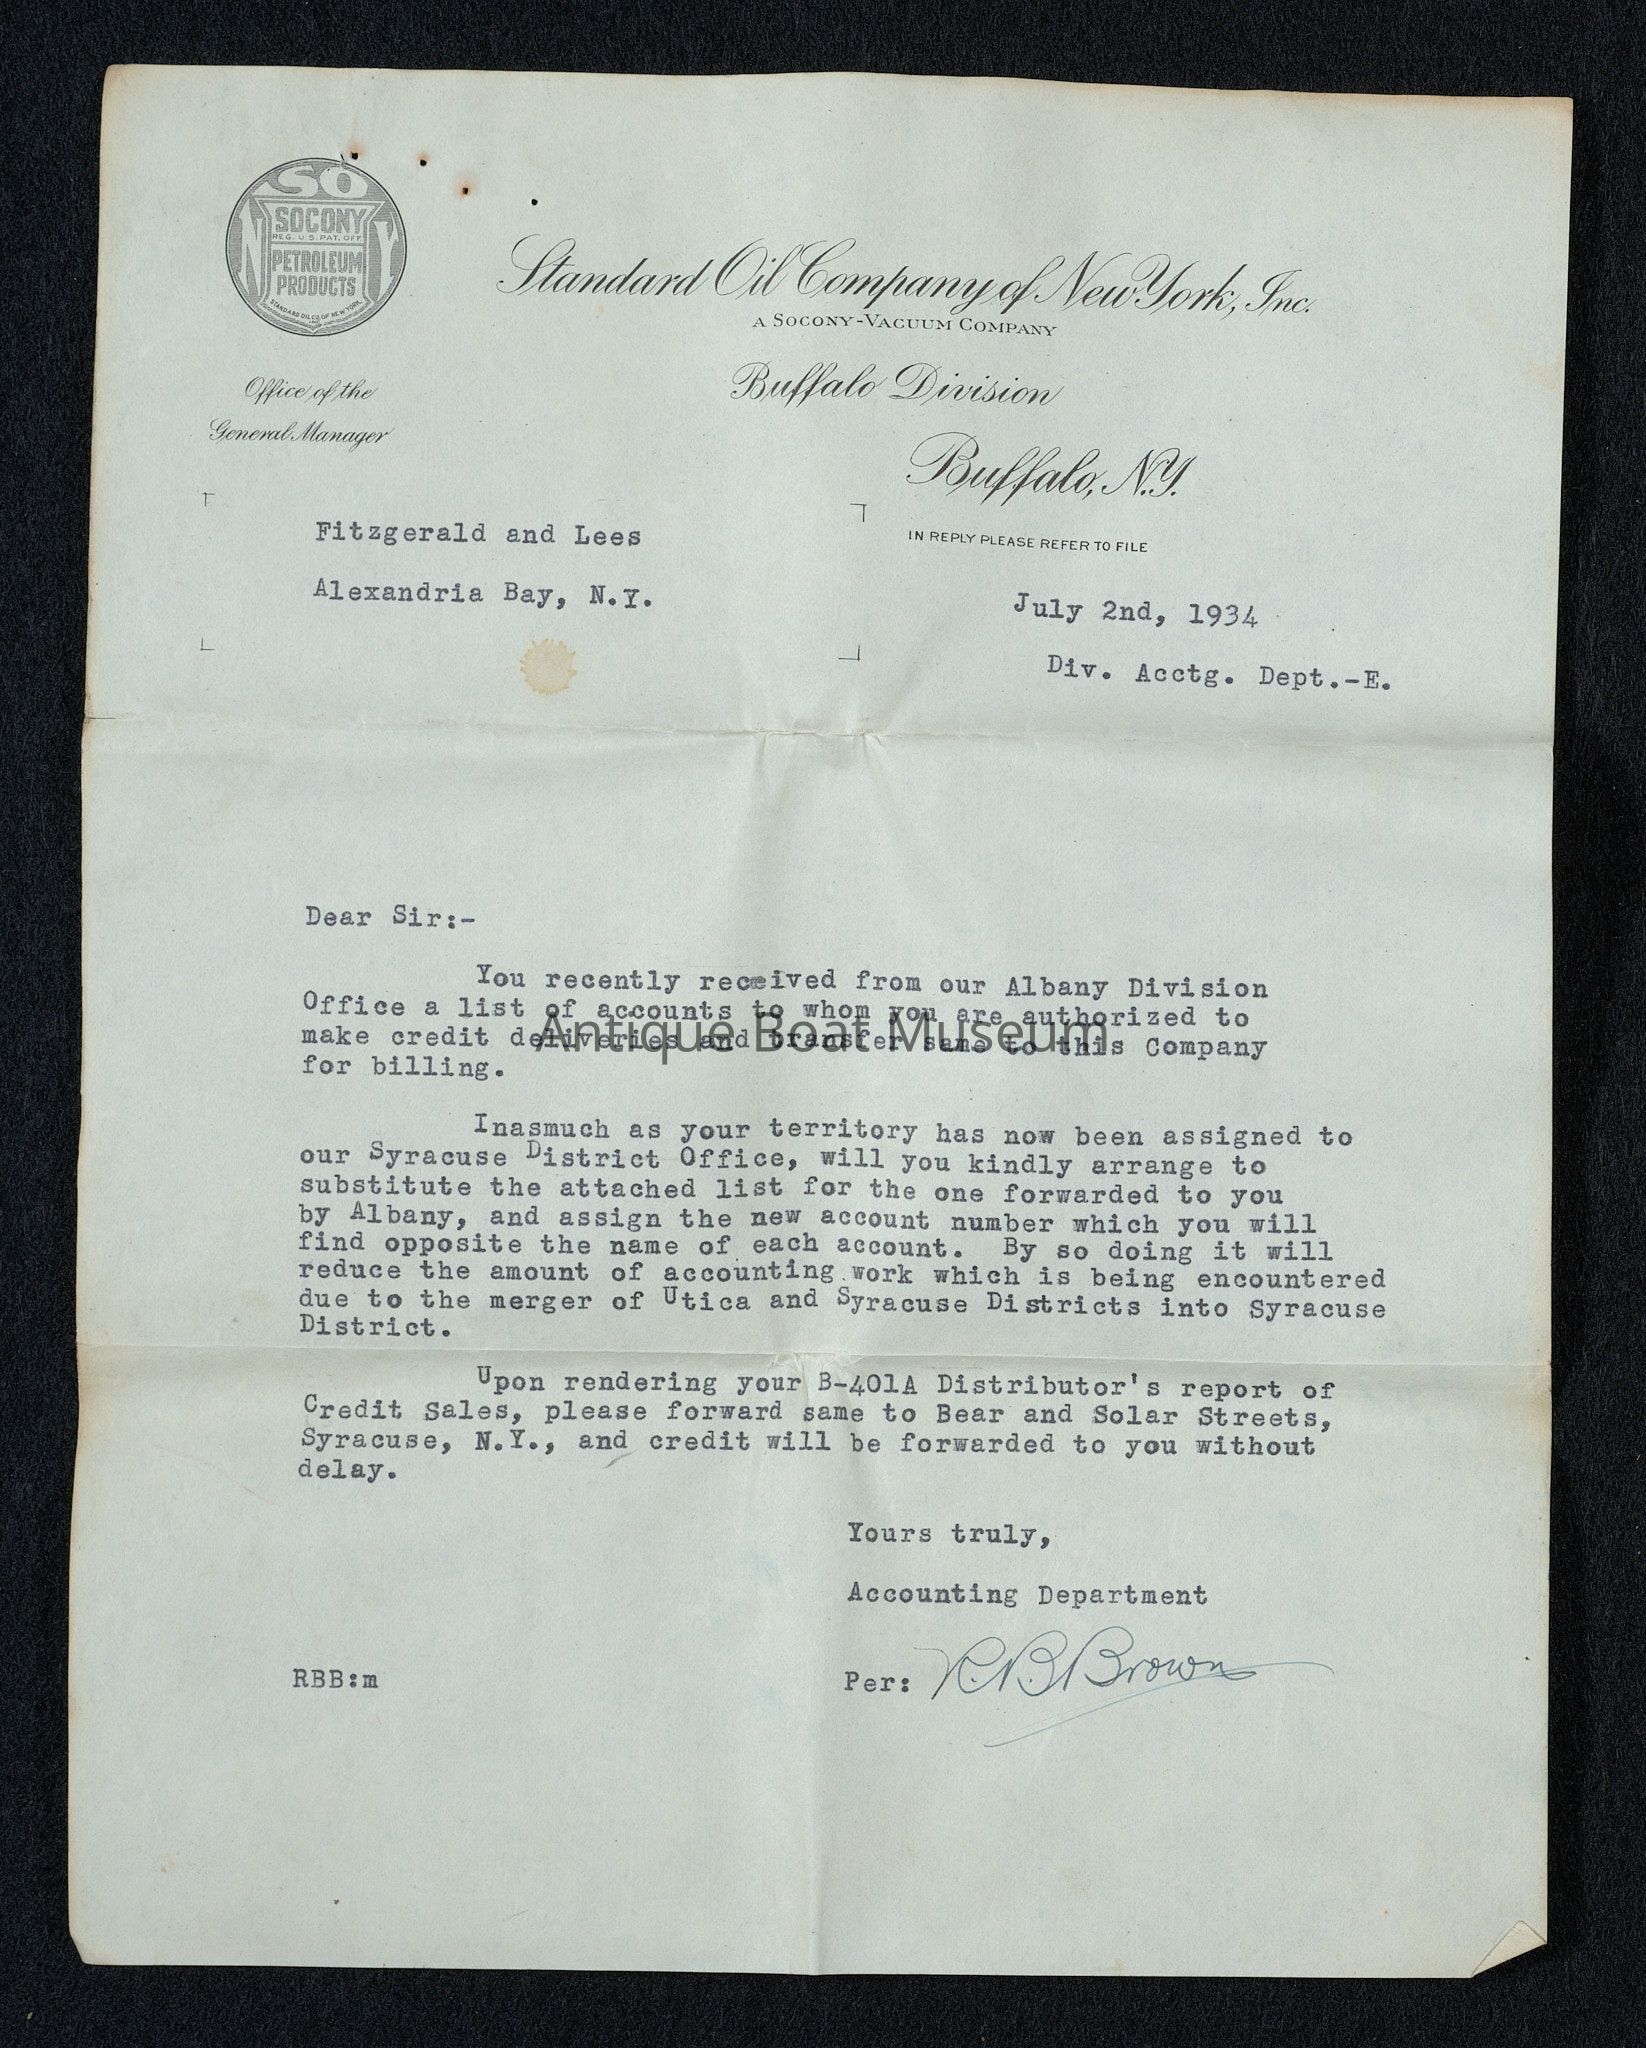 SO
N Y
SOCONY
REG. U.S. PAT. OFF.
PETROLEUM
PRODUCTS
STANDARD OIL CO. OF NEW YORK, INC.
Standard Oil Company of New York, Inc.
A SOCONY-VACUUM COMPANY
Office of the
General Manager
Buffalo Division
Buffalo, N.Y.
IN REPLY PLEASE REFER TO FILE
Fitzgerald and Lees
Alexandria Bay, N.Y.
July 2nd, 1934
Div. Acctg. Dept.-E.
Dear Sir:-
You recently received from our Albany Division
Office a list of accounts to whom you are authorized to
make credit deliveries and transfer same to this Company
for billing.
Antique Boat Museum
Inasmuch as your territory has now been assigned to
our Syracuse District Office, will you kindly arrange to
substitute the attached list for the one forwarded to you
by Albany, and assign the new account number which you will
find opposite the name of each account. By so doing it will
reduce the amount of accounting work which is being encountered
due to the merger of Utica and Syracuse Districts into Syracuse
District.
Upon rendering your B-401A Distributor's report of
Credit Sales, please forward same to Bear and Solar Streets,
Syracuse, N.Y., and credit will be forwarded to you without
delay.
Yours truly,
Accounting Department
RBB:m
Per: R.B. Brown